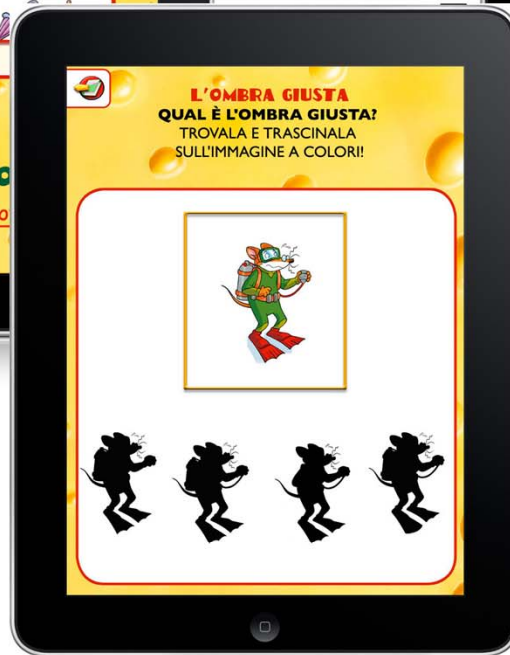 L'OMBRA GIUSTA
QUAL È L'OMBRA GIUSTA?
TROVALA E TRASCINALA
SULL'IMMAGINE A COLORI!